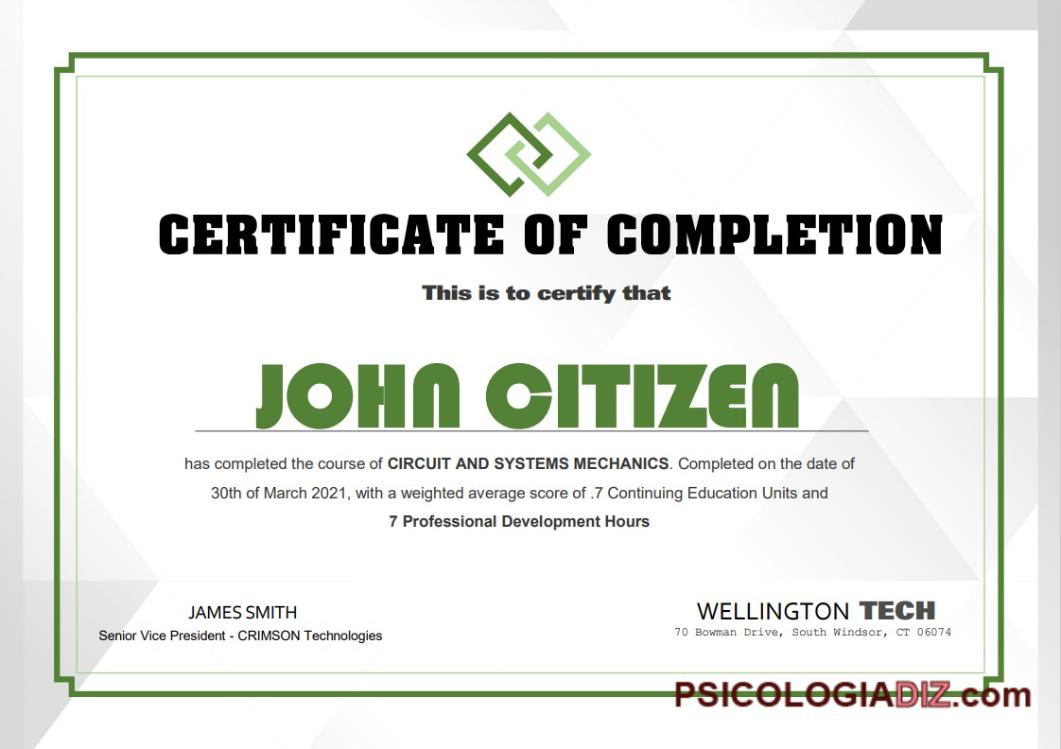 CERTIFICATE OF COMPLETION
This is to certify that
JOHN CITIZEN
has completed the course of CIRCUIT AND SYSTEMS MECHANICS. Completed on the date of
30th of March 2021, with a weighted average score of .7 Continuing Education Units and
7 Professional Development Hours
JAMES SMITH
Senior Vice President - CRIMSON Technologies
WELLINGTON TECH
70 Bowman Drive, South Windsor, CT 06074
PSICOLOGIADIZ.com